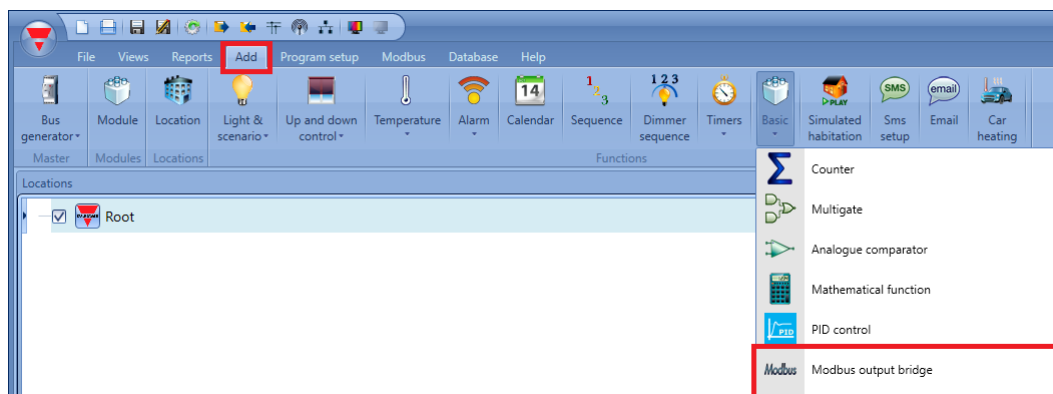 File Views Reports Add Program setup Modbus Database Help
14
1 2 3
1 2 3
PLAY
SMS
email
Bus Module Location Light & Up and down Temperature Alarm Calendar Sequence Dimmer Timers Basic Simulated Sms Email Car
generator scenario control sequence habitation setup heating
Master Modules Locations Functions
Locations
Root
Counter
Multigate
Analogue comparator
Mathematical function
PID
PID control
Modbus
Modbus output bridge